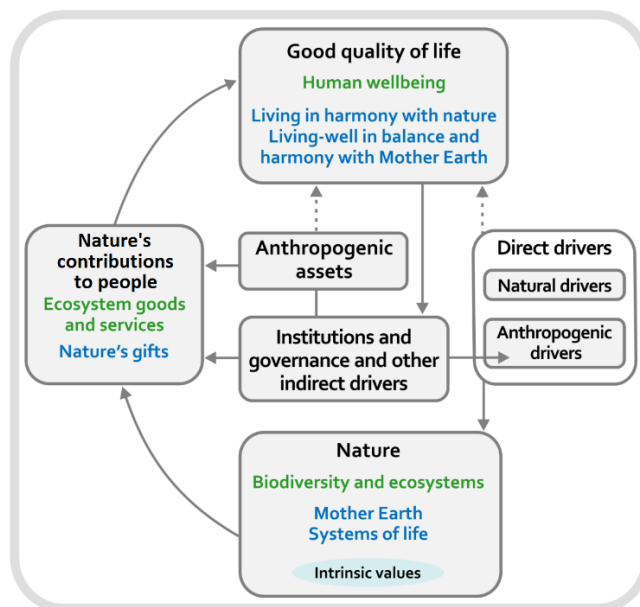 Good quality of life
Human wellbeing
Living in harmony with nature
Living-well in balance and
harmony with Mother Earth
Nature's
contributions
to people
Ecosystem goods
and services
Nature’s gifts
Anthropogenic
assets
Direct drivers
Natural drivers
Anthropogenic
drivers
Institutions and
governance and other
indirect drivers
Nature
Biodiversity and ecosystems
Mother Earth
Systems of life
Intrinsic values